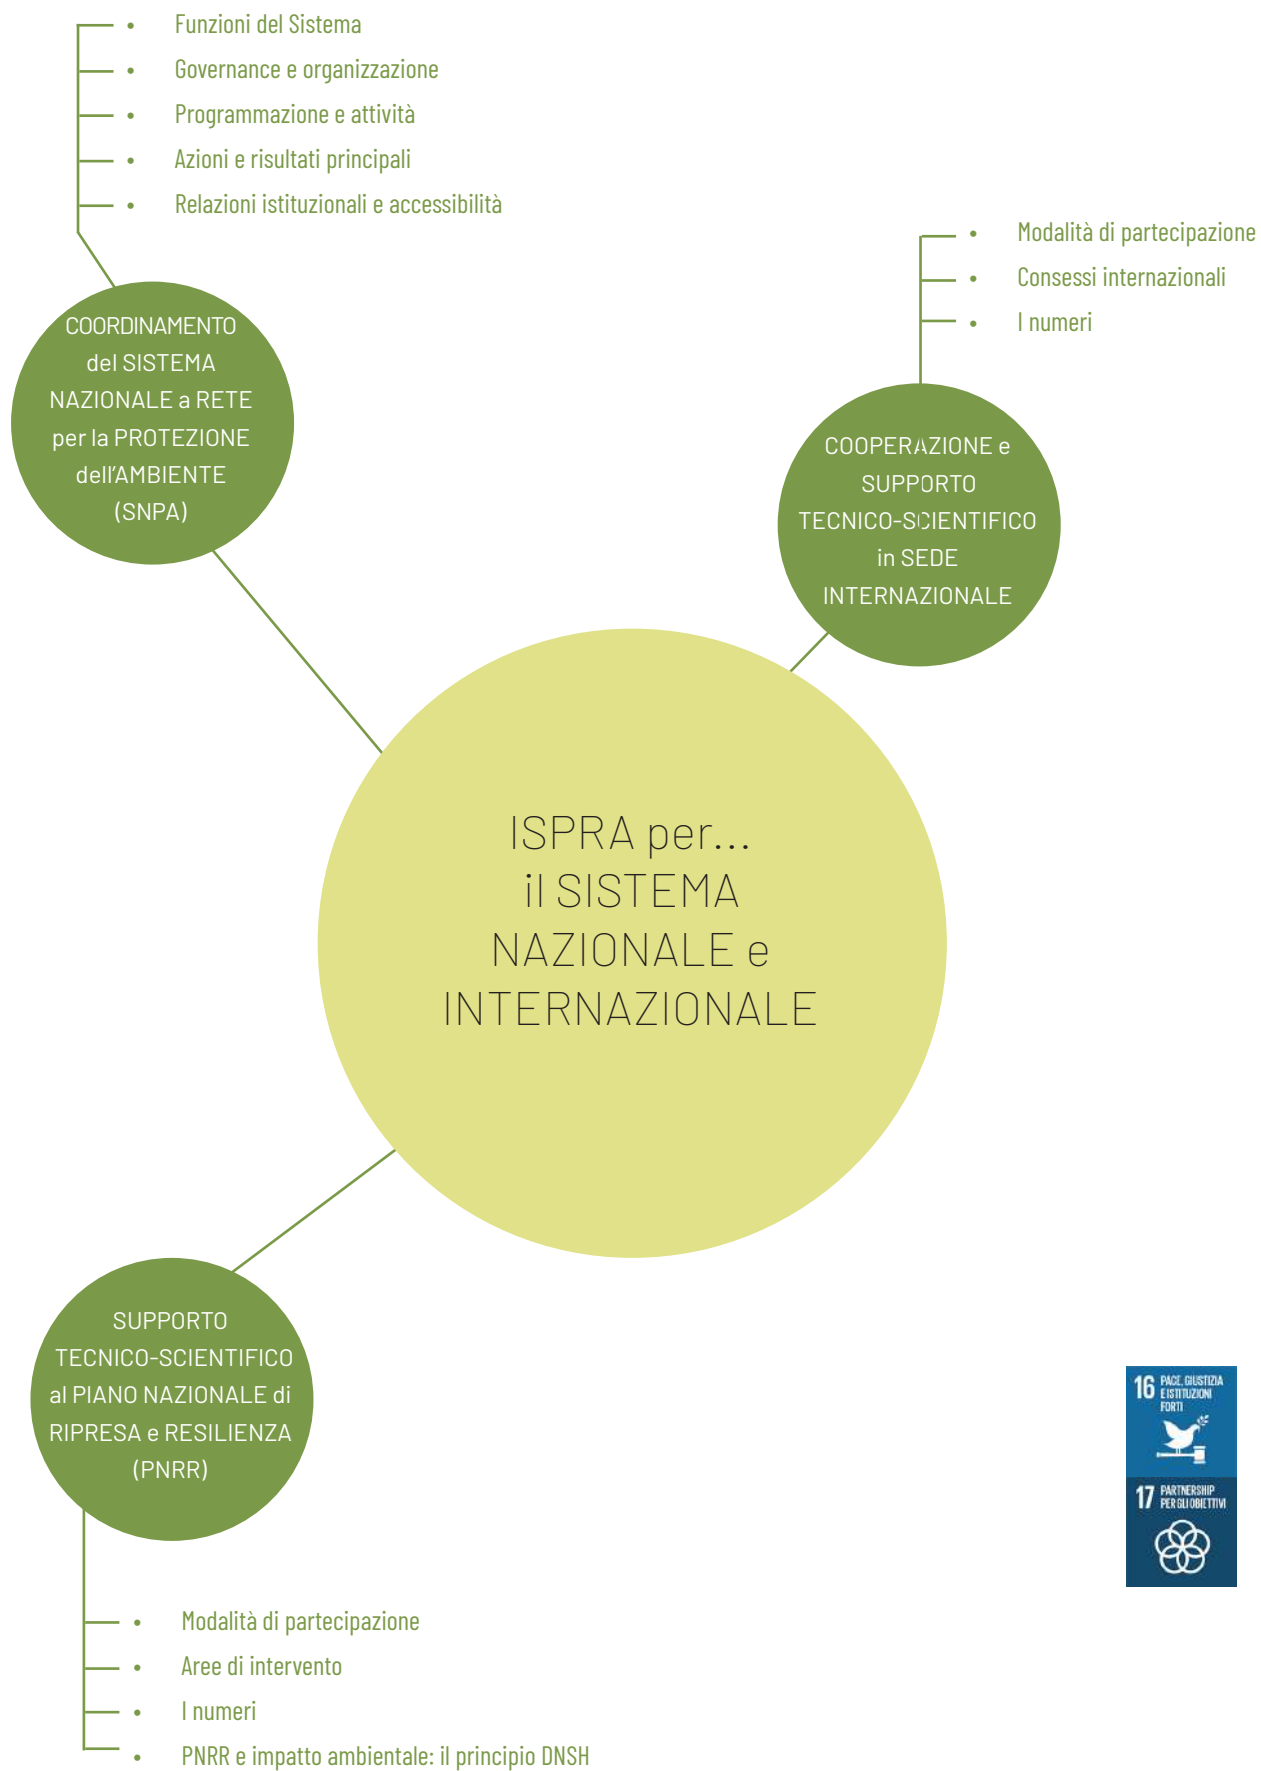 • Funzioni del Sistema
• Governance e organizzazione
• Programmazione e attività
• Azioni e risultati principali
• Relazioni istituzionali e accessibilità
COORDINAMENTO
del SISTEMA
NAZIONALE a RETE
per la PROTEZIONE
dell'AMBIENTE
(SNPA)
• Modalità di partecipazione
• Consessi internazionali
• I numeri
COOPERAZIONE e
SUPPORTO
TECNICO-SCIENTIFICO
in SEDE
INTERNAZIONALE
ISPRA per...
il SISTEMA
NAZIONALE e
INTERNAZIONALE
SUPPORTO
TECNICO-SCIENTIFICO
al PIANO NAZIONALE di
RIPRESA e RESILIENZA
(PNRR)
• Modalità di partecipazione
• Aree di intervento
• I numeri
• PNRR e impatto ambientale: il principio DNSH
16 PACE, GIUSTIZIA
E ISTITUZIONI
FORTI
17 PARTNERSHIP
PER GLI OBIETTIVI